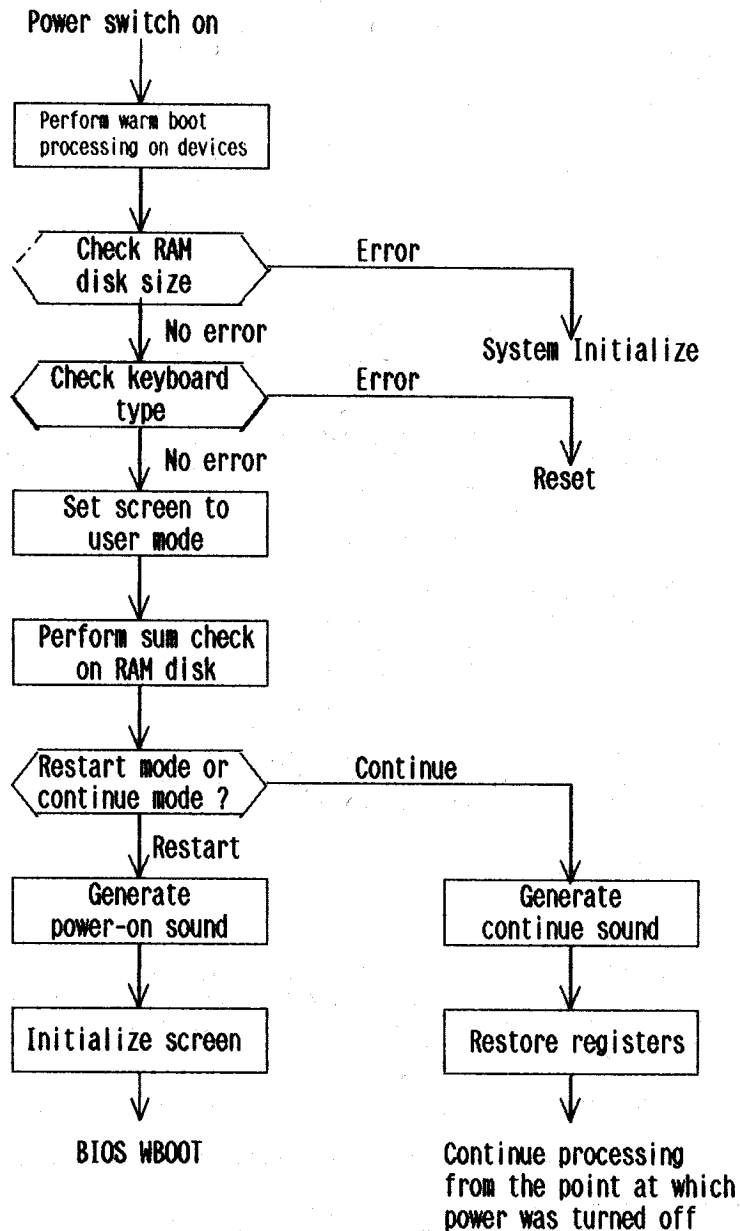 Power switch on
Perform warm boot
processing on devices
Check RAM
disk size
Error
No error
System Initialize
Check keyboard
type
Error
No error
Reset
Set screen to
user mode
Perform sum check
on RAM disk
Restart mode or
continue mode ?
Continue
Restart
Generate
power-on sound
Generate
continue sound
Initialize screen
Restore registers
BIOS WBOOT
Continue processing
from the point at which
power was turned off